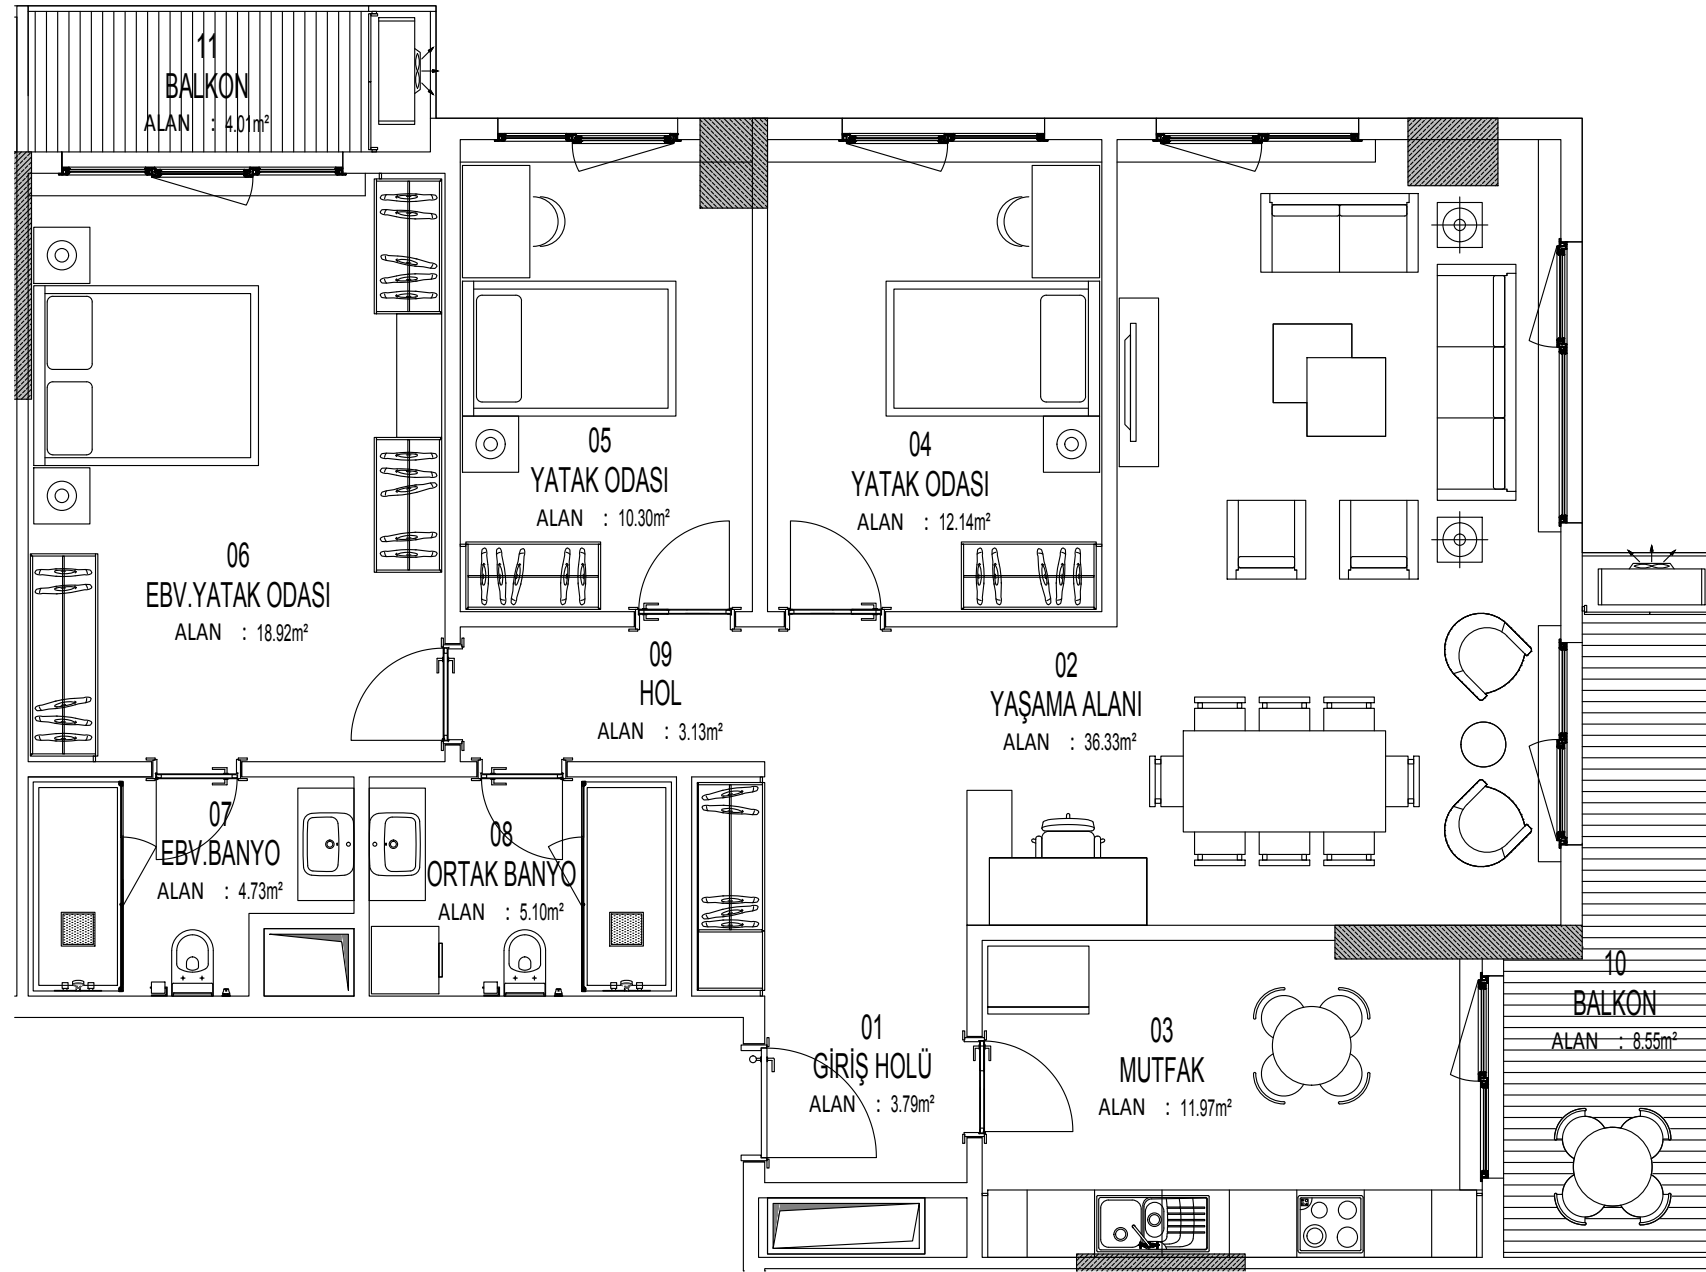 11
BALKON
ALAN : 4.01m²
05
YATAK ODASI
ALAN : 10.30m²
04
YATAK ODASI
ALAN : 12.14m²
06
EBV.YATAK ODASI
ALAN : 18.92m²
09
HOL
ALAN : 3.13m²
02
YAŞAMA ALANI
ALAN : 36.33m²
07
EBV.BANYO
ALAN : 4.73m²
08
ORTAK BANYO
ALAN : 5.10m²
10
BALKON
ALAN : 8.55m²
01
GİRİŞ HOLÜ
ALAN : 3.79m²
03
MUTFAK
ALAN : 11.97m²